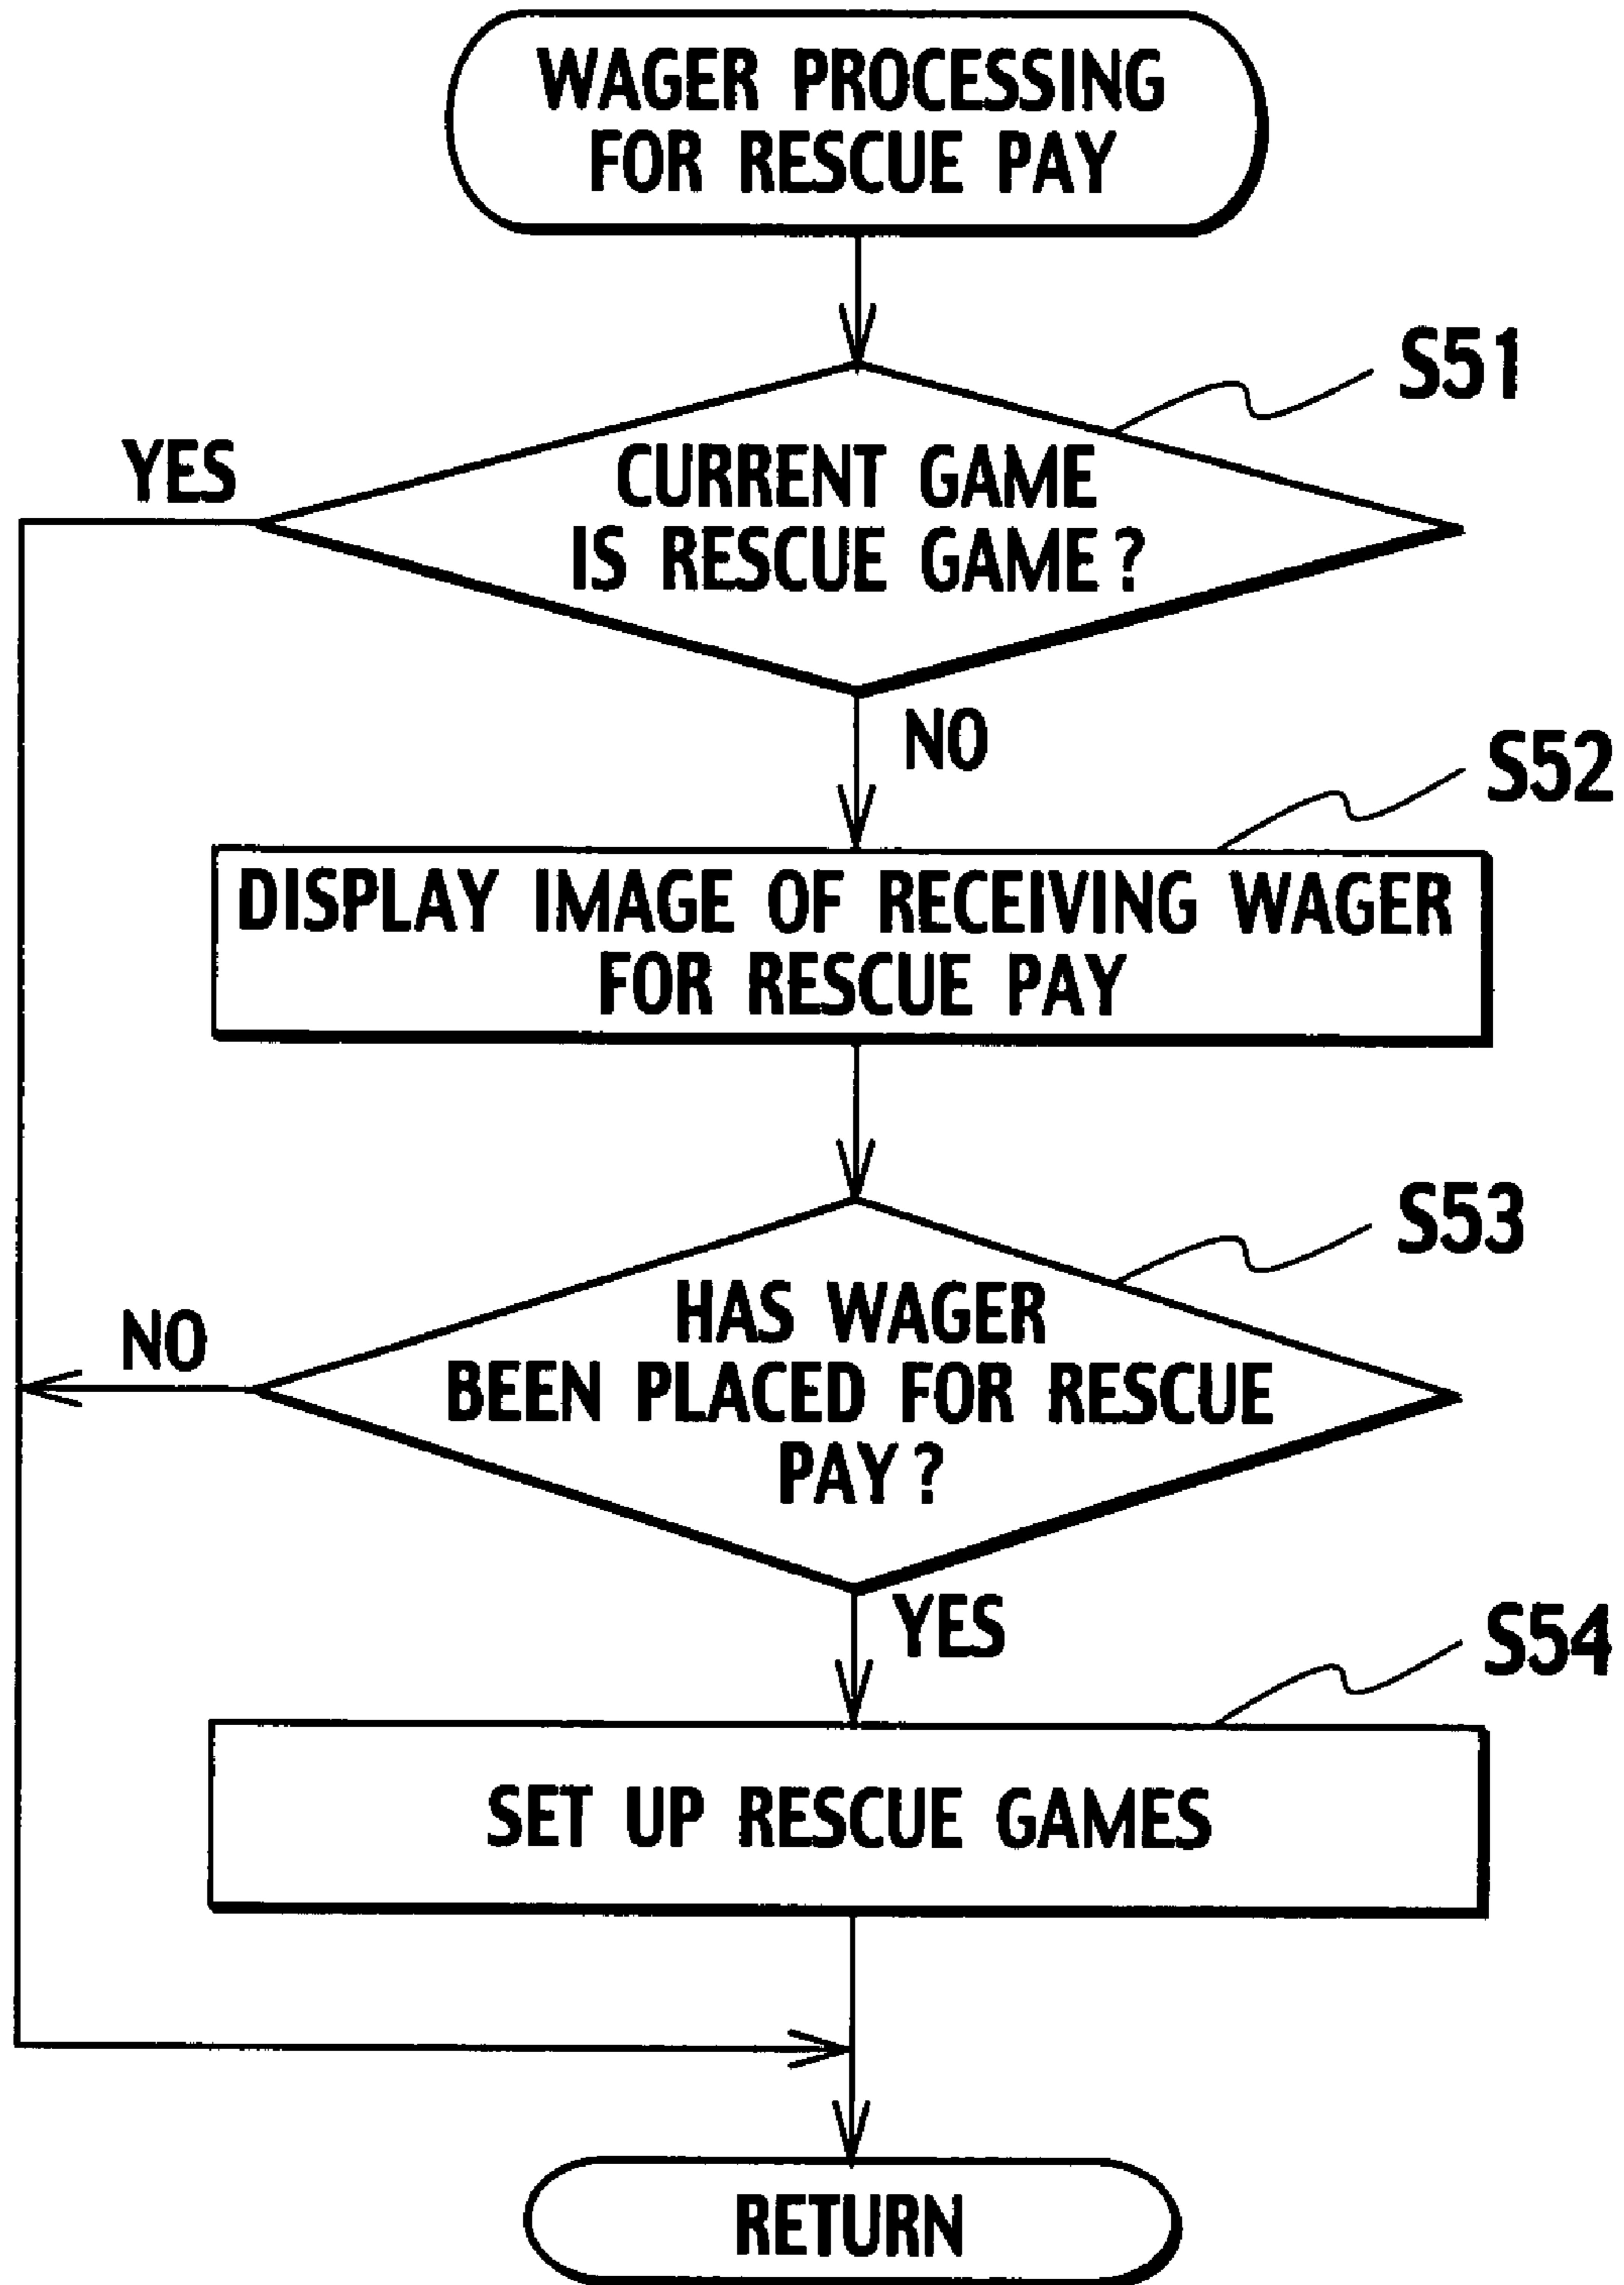 WAGER PROCESSING
FOR RESCUE PAY
S51
YES
CURRENT GAME
IS RESCUE GAME?
NO
S52
DISPLAY IMAGE OF RECEIVING WAGER
FOR RESCUE PAY
S53
HAS WAGER
BEEN PLACED FOR RESCUE
PAY?
NO
YES
S54
SET UP RESCUE GAMES
RETURN